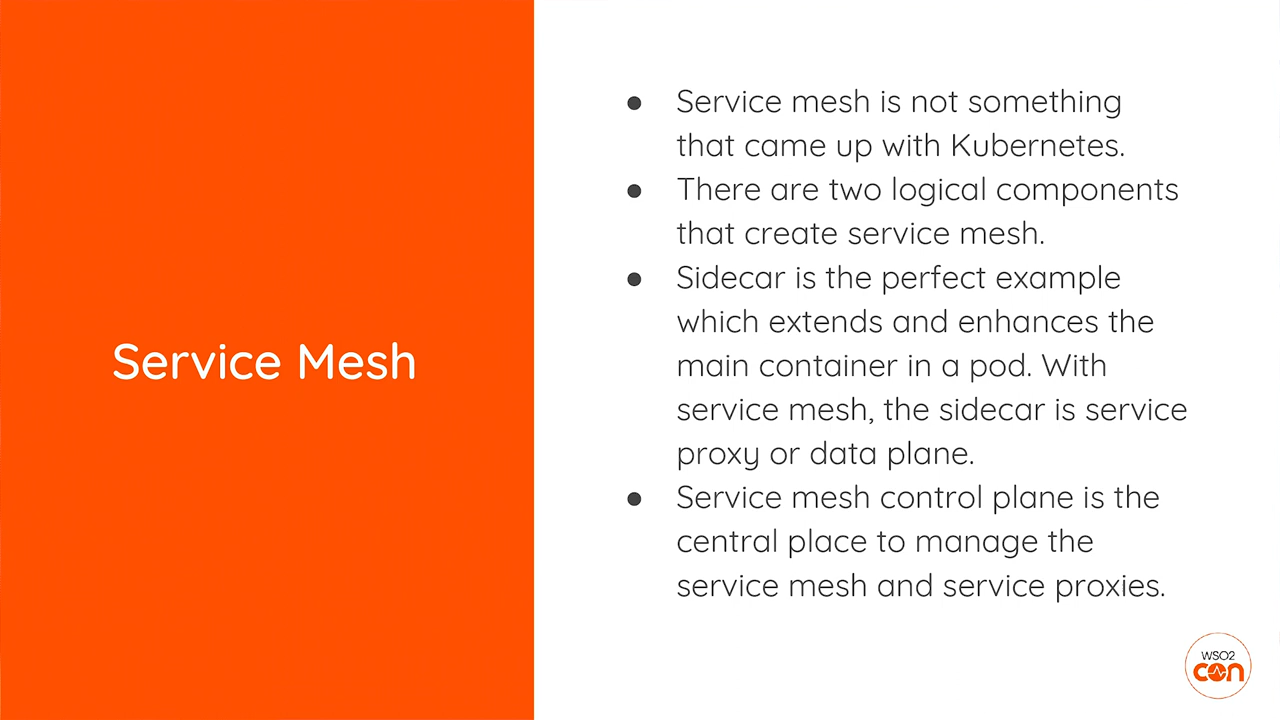 Service Mesh
● Service mesh is not something
that came up with Kubernetes.
● There are two logical components
that create service mesh.
● Sidecar is the perfect example
which extends and enhances the
main container in a pod. With
service mesh, the sidecar is service
proxy or data plane.
● Service mesh control plane is the
central place to manage the
service mesh and service proxies.
WSO2
con